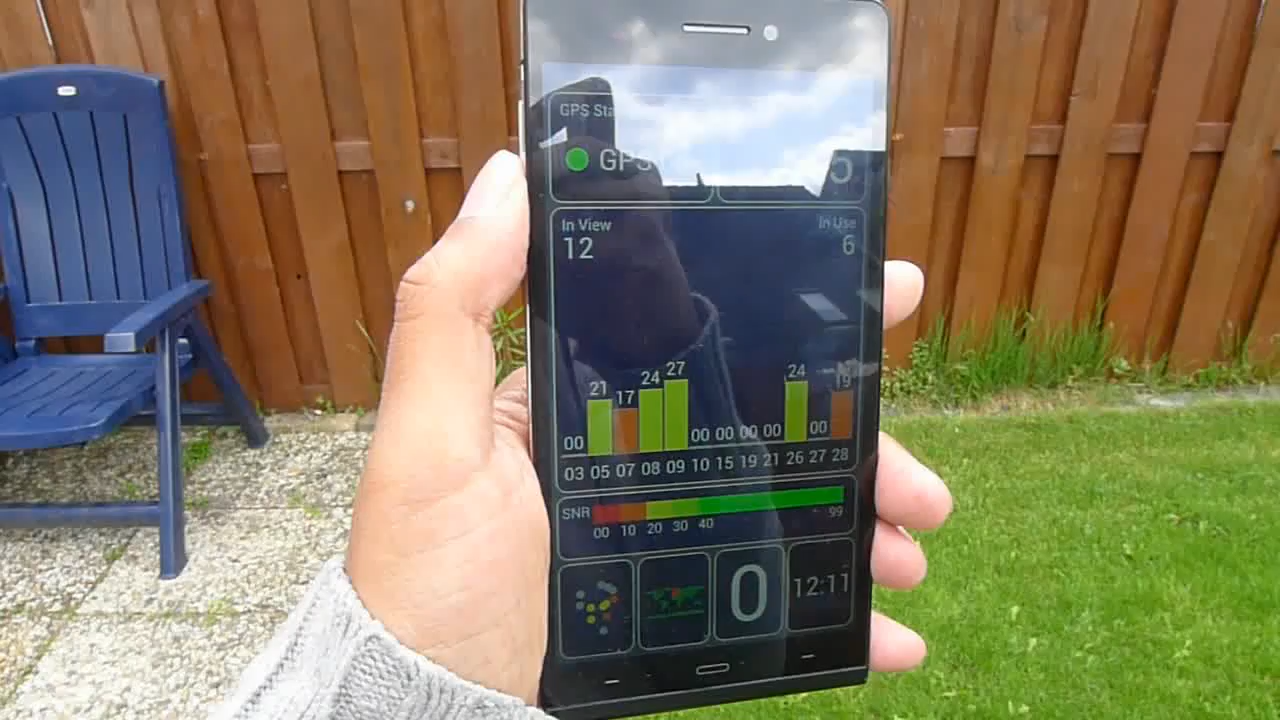 GPS Sta
GPS
5
In View
In Use
12
6
00 21 17 24 27 00 00 00 00 24 00 19
03 05 07 08 09 10 15 19 21 26 27 28
SNR
00 10 20 30 40 99
0
12:11